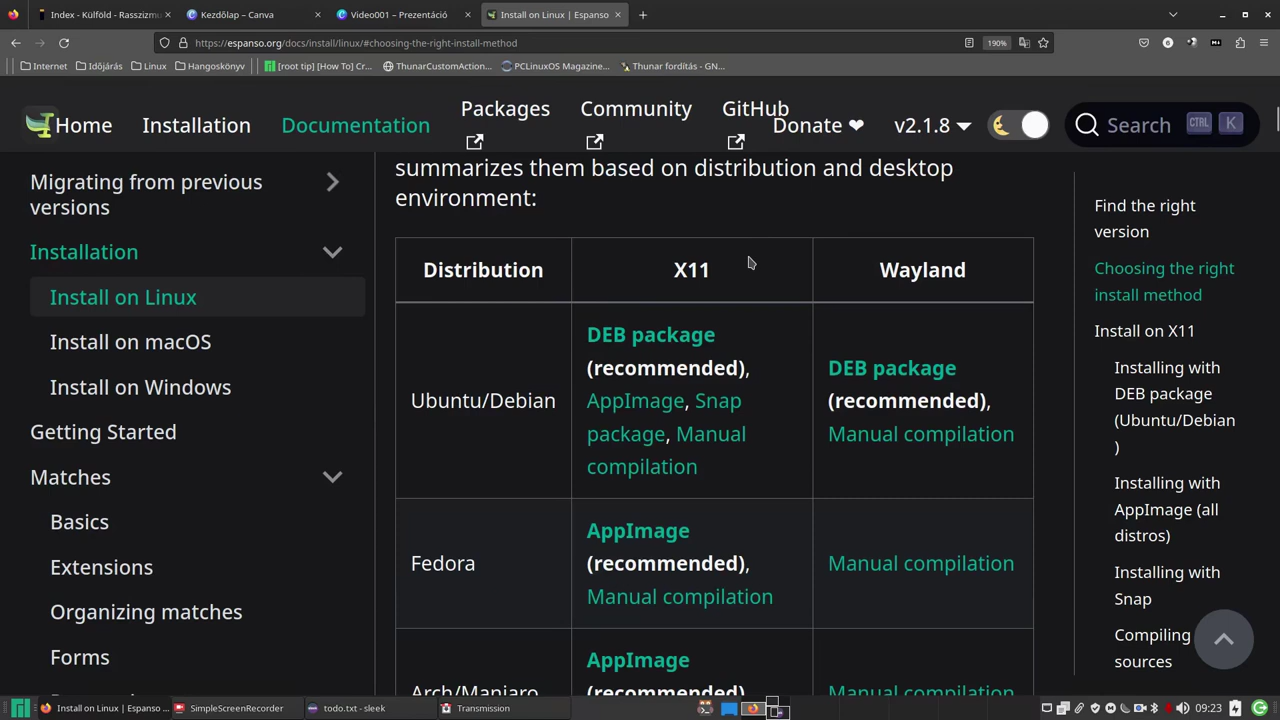 Index - Külföld - Rasszizmu
Kezdőlap – Canva
Video001 – Prezentáció
Install on Linux | Espanso
https://espanso.org/docs/install/linux/#choosing-the-right-install-method
190%
Internet
Időjárás
Linux
Hangoskönyv
[root tip] [How To] Cr...
ThunarCustomAction...
PCLinuxOS Magazine...
Thunar fordítás - GN...
Home
Installation
Documentation
Packages
Community
GitHub
Donate ❤
v2.1.8
Search
CTRL
K
Migrating from previous
versions
Installation
Install on Linux
Install on macOS
Install on Windows
Getting Started
Matches
Basics
Extensions
Organizing matches
Forms
summarizes them based on distribution and desktop
environment:
Distribution
X11
Wayland
Ubuntu/Debian
DEB package
(recommended),
AppImage, Snap
package, Manual
compilation
DEB package
(recommended),
Manual compilation
Fedora
AppImage
(recommended),
Manual compilation
Manual compilation
Arch/Manjaro
AppImage
(recommended),
Manual compilation
Find the right
version
Choosing the right
install method
Install on X11
Installing with
DEB package
(Ubuntu/Debian
)
Installing with
AppImage (all
distros)
Installing with
Snap
Compiling
sources
Install on Linux | Espanso ...
SimpleScreenRecorder
todo.txt - sleek
Transmission
09:23